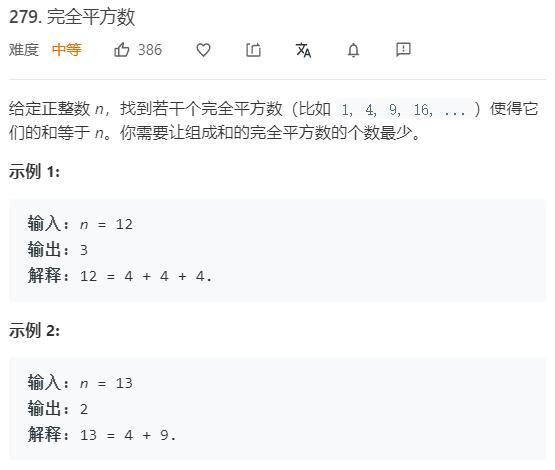 279. 完全平方数
难度 中等 386
给定正整数 n，找到若干个完全平方数（比如 1, 4, 9, 16, ...）使得它
们的和等于 n。你需要让组成和的完全平方数的个数最少。
示例 1:
输入：n = 12
输出：3
解释：12 = 4 + 4 + 4.
示例 2:
输入：n = 13
输出：2
解释：13 = 4 + 9.